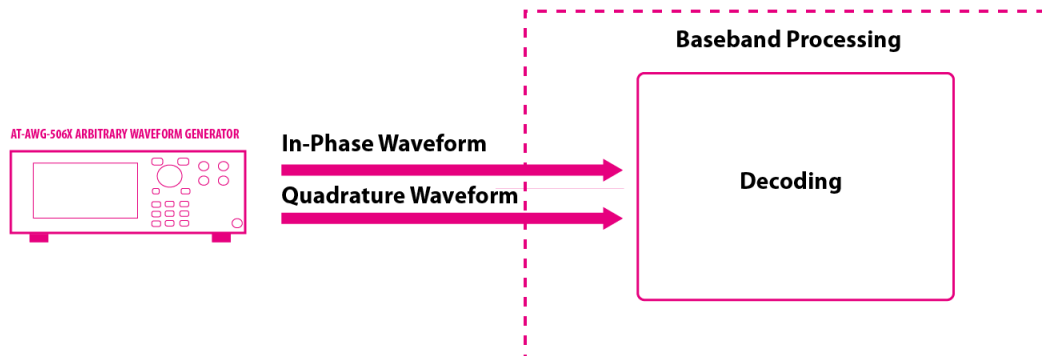 Baseband Processing
AT-AWG-506X ARBITRARY WAVEFORM GENERATOR
In-Phase Waveform
Quadrature Waveform
Decoding